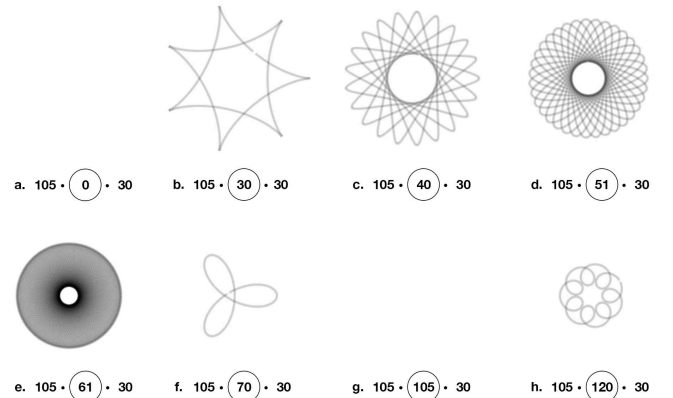 a. 105 • 0 • 30
b. 105 • 30 • 30
c. 105 • 40 • 30
d. 105 • 51 • 30
e. 105 • 61 • 30
f. 105 • 70 • 30
g. 105 • 105 • 30
h. 105 • 120 • 30